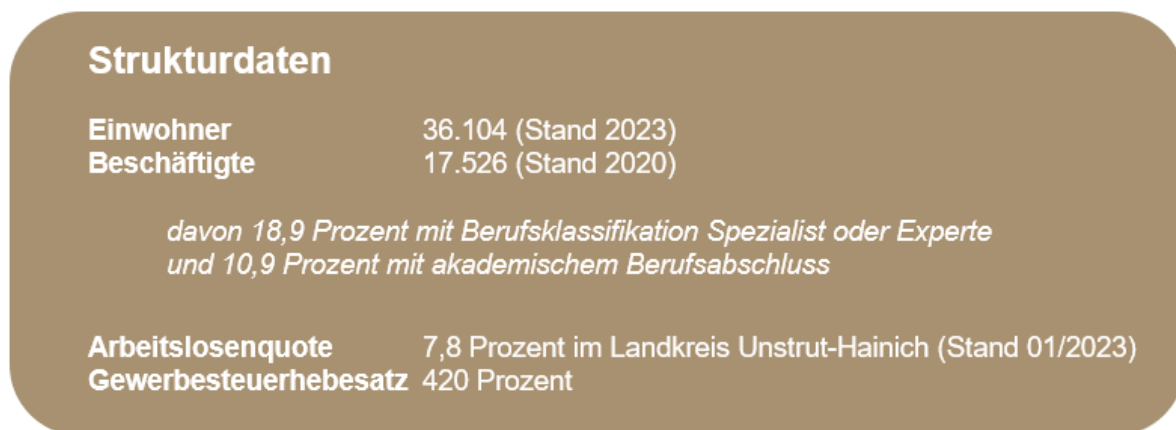 Strukturdaten
Einwohner 36.104 (Stand 2023)
Beschäftigte 17.526 (Stand 2020)
davon 18,9 Prozent mit Berufsklassifikation Spezialist oder Experte
und 10,9 Prozent mit akademischem Berufsabschluss
Arbeitslosenquote 7,8 Prozent im Landkreis Unstrut-Hainich (Stand 01/2023)
Gewerbesteuerhebesatz 420 Prozent